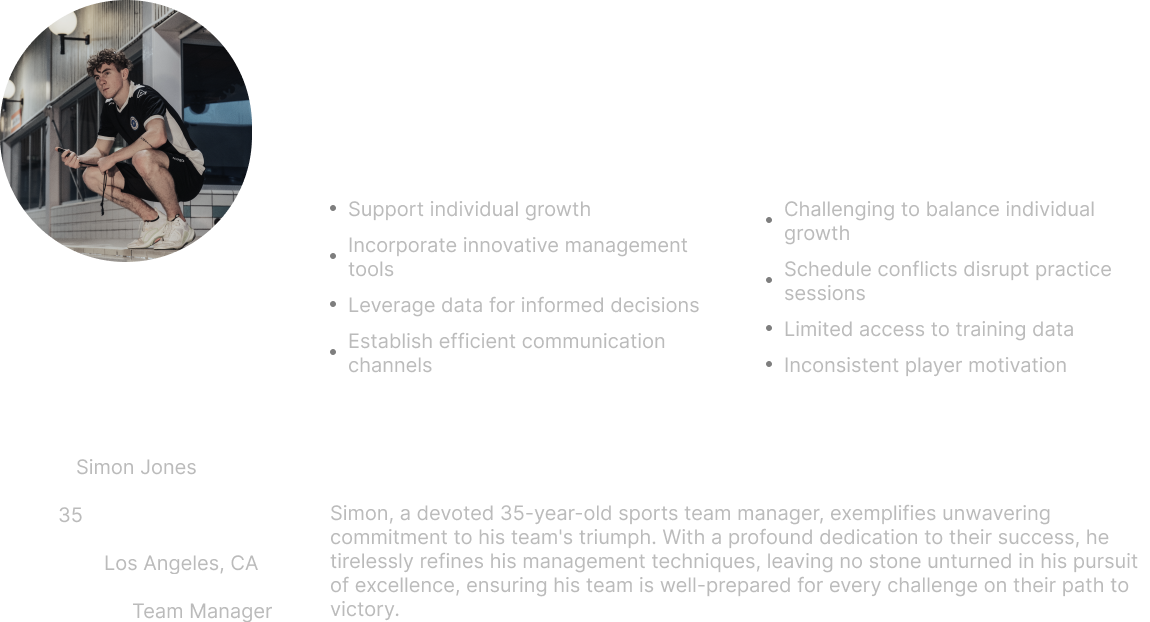 Support individual growth
Incorporate innovative management
tools
Leverage data for informed decisions
Establish efficient communication
channels
Challenging to balance individual
growth
Schedule conflicts disrupt practice
sessions
Limited access to training data
Inconsistent player motivation
Simon Jones
35
Los Angeles, CA
Team Manager
Simon, a devoted 35-year-old sports team manager, exemplifies unwavering
commitment to his team's triumph. With a profound dedication to their success, he
tirelessly refines his management techniques, leaving no stone unturned in his pursuit
of excellence, ensuring his team is well-prepared for every challenge on their path to
victory.